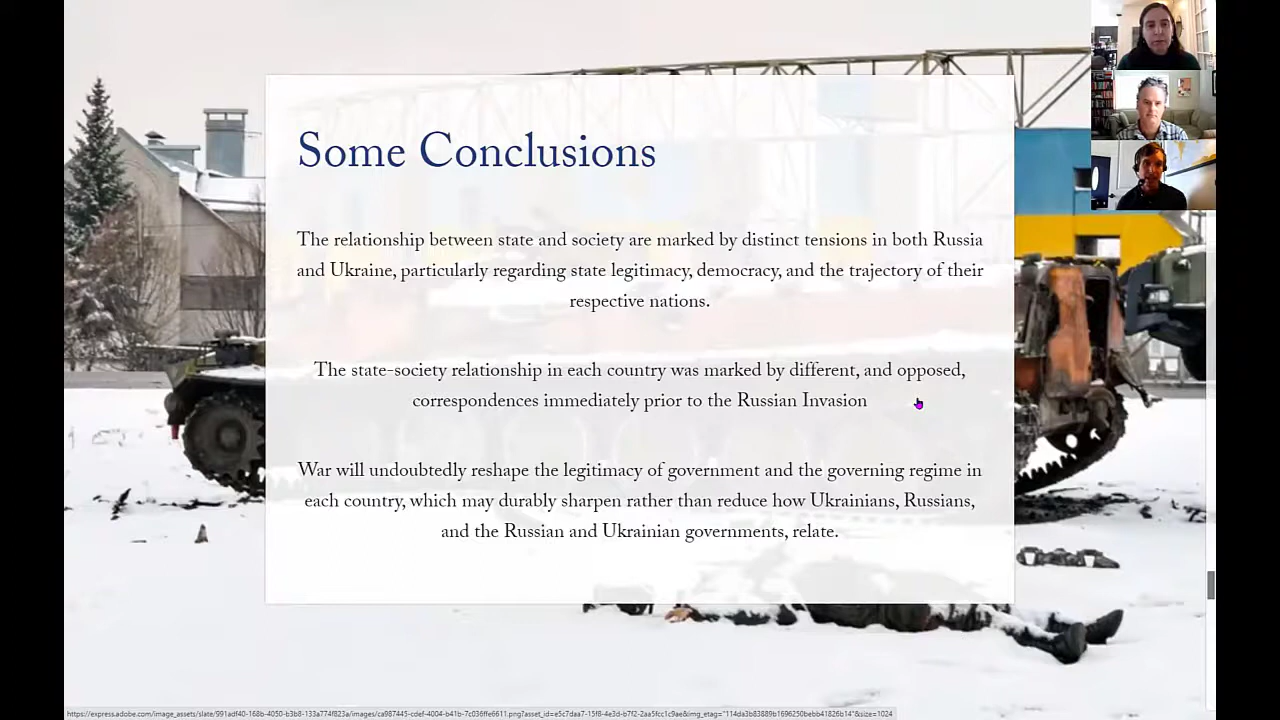 Some Conclusions
The relationship between state and society are marked by distinct tensions in both Russia
and Ukraine, particularly regarding state legitimacy, democracy, and the trajectory of their
respective nations.
The state-society relationship in each country was marked by different, and opposed,
correspondences immediately prior to the Russian Invasion
War will undoubtedly reshape the legitimacy of government and the governing regime in
each country, which may durably sharpen rather than reduce how Ukrainians, Russians,
and the Russian and Ukrainian governments, relate.